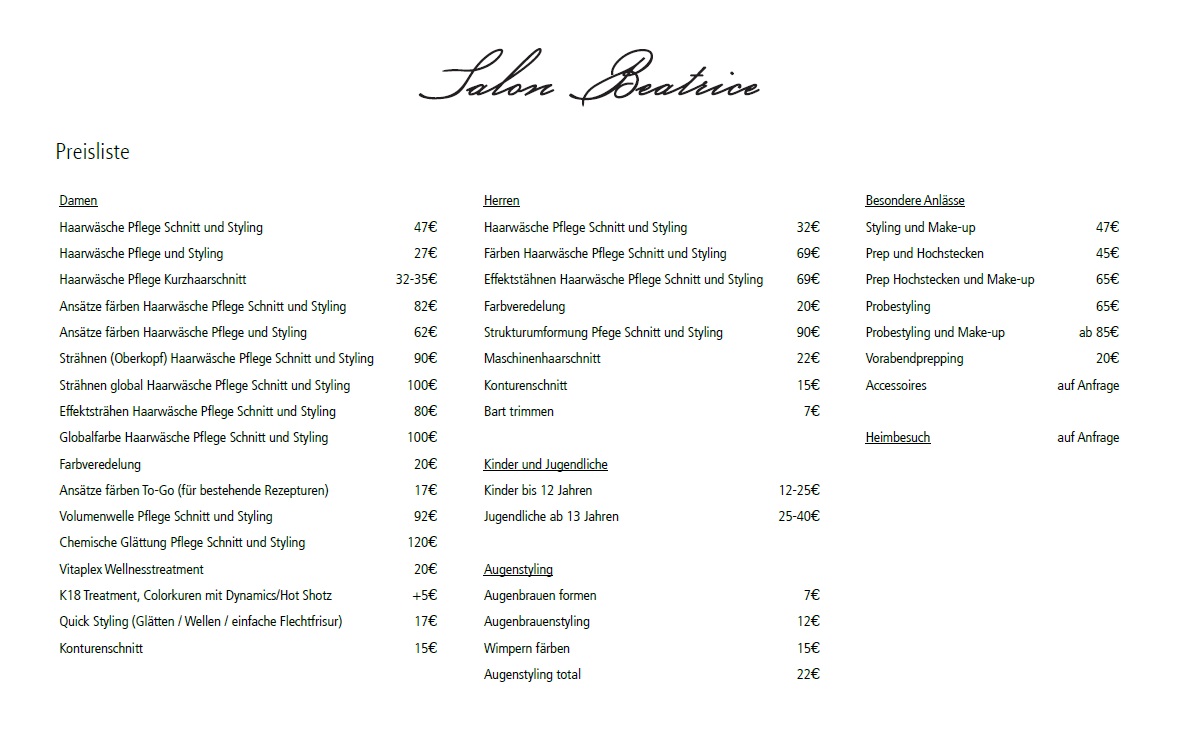 Salon Beatrice
Preisliste
Damen
Haarwäsche Pflege Schnitt und Styling 47€
Haarwäsche Pflege und Styling 27€
Haarwäsche Pflege Kurzhaarschnitt 32-35€
Ansätze färben Haarwäsche Pflege Schnitt und Styling 82€
Ansätze färben Haarwäsche Pflege und Styling 62€
Strähnen (Oberkopf) Haarwäsche Pflege Schnitt und Styling 90€
Strähnen global Haarwäsche Pflege Schnitt und Styling 100€
Effektsträhen Haarwäsche Pflege Schnitt und Styling 80€
Globalfarbe Haarwäsche Pflege Schnitt und Styling 100€
Farbveredelung 20€
Ansätze färben To-Go (für bestehende Rezepturen) 17€
Volumenwelle Pflege Schnitt und Styling 92€
Chemische Glättung Pflege Schnitt und Styling 120€
Vitaplex Wellnesstreatment 20€
K18 Treatment, Colorkuren mit Dynamics/Hot Shotz +5€
Quick Styling (Glätten / Wellen / einfache Flechtfrisur) 17€
Konturenschnitt 15€
Herren
Haarwäsche Pflege Schnitt und Styling 32€
Färben Haarwäsche Pflege Schnitt und Styling 69€
Effektstähnen Haarwäsche Pflege Schnitt und Styling 69€
Farbveredelung 20€
Strukturumformung Pfege Schnitt und Styling 90€
Maschinenhaarschnitt 22€
Konturenschnitt 15€
Bart trimmen 7€
Kinder und Jugendliche
Kinder bis 12 Jahren 12-25€
Jugendliche ab 13 Jahren 25-40€
Augenstyling
Augenbrauen formen 7€
Augenbrauenstyling 12€
Wimpern färben 15€
Augenstyling total 22€
Besondere Anlässe
Styling und Make-up 47€
Prep und Hochstecken 45€
Prep Hochstecken und Make-up 65€
Probestyling 65€
Probestyling und Make-up ab 85€
Vorabendprepping 20€
Accessoires auf Anfrage
Heimbesuch auf Anfrage